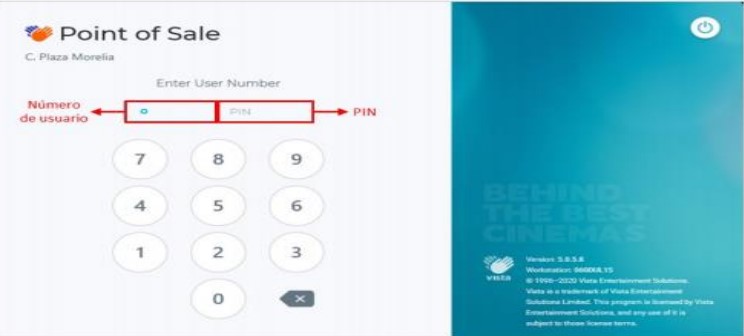 Point of Sale
C. Plaza Morelia
Enter User Number
Número
de usuario
PIN
PIN
7 8 9
4 5 6
1 2 3
0
BEHIND
THE BEST
CINEMAS
vista
Version: 5.0.5.8
Workstation:
© 1996–2020 Vista Entertainment Solutions.
Vista is a trademark of Vista Entertainment
Solutions Limited. This program is licensed by Vista
Entertainment Solutions, and any use of it is
subject to those license terms.